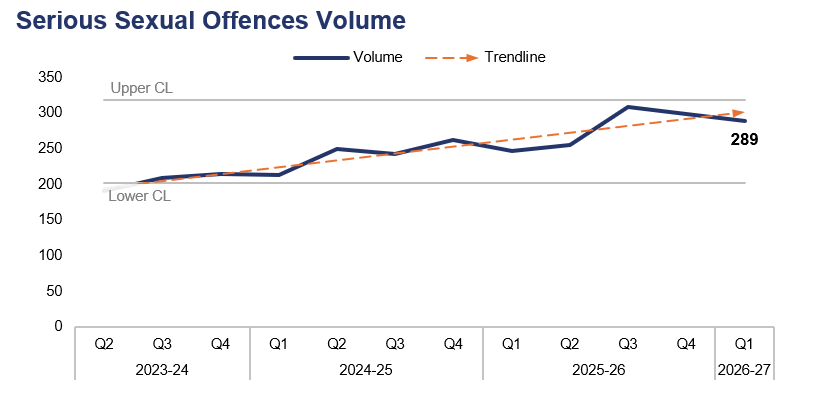 Serious Sexual Offences Volume
Volume Trendline
350
Upper CL
300
289
250
200
Lower CL
150
100
50
0
Q2 Q3 Q4 Q1 Q2 Q3 Q4 Q1 Q2 Q3 Q4 Q1
2023-24 2024-25 2025-26 2026-27